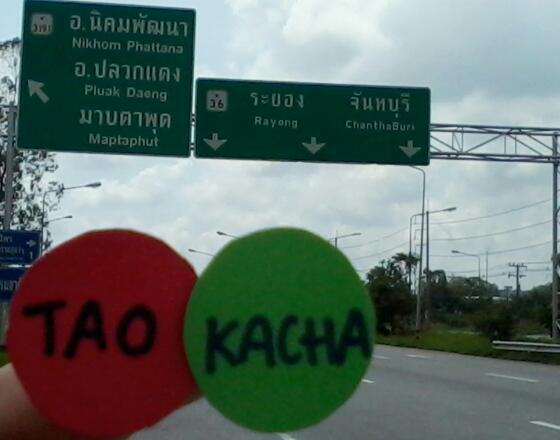 3191
อ.นิคมพัฒนา
Nikhom Phattana
อ.ปลวกแดง
Pluak Daeng
มาบตาพุด
Maptaphut
36
ระยอง
Rayong
จันทบุรี
ChanthaBuri
TAO
KACHA